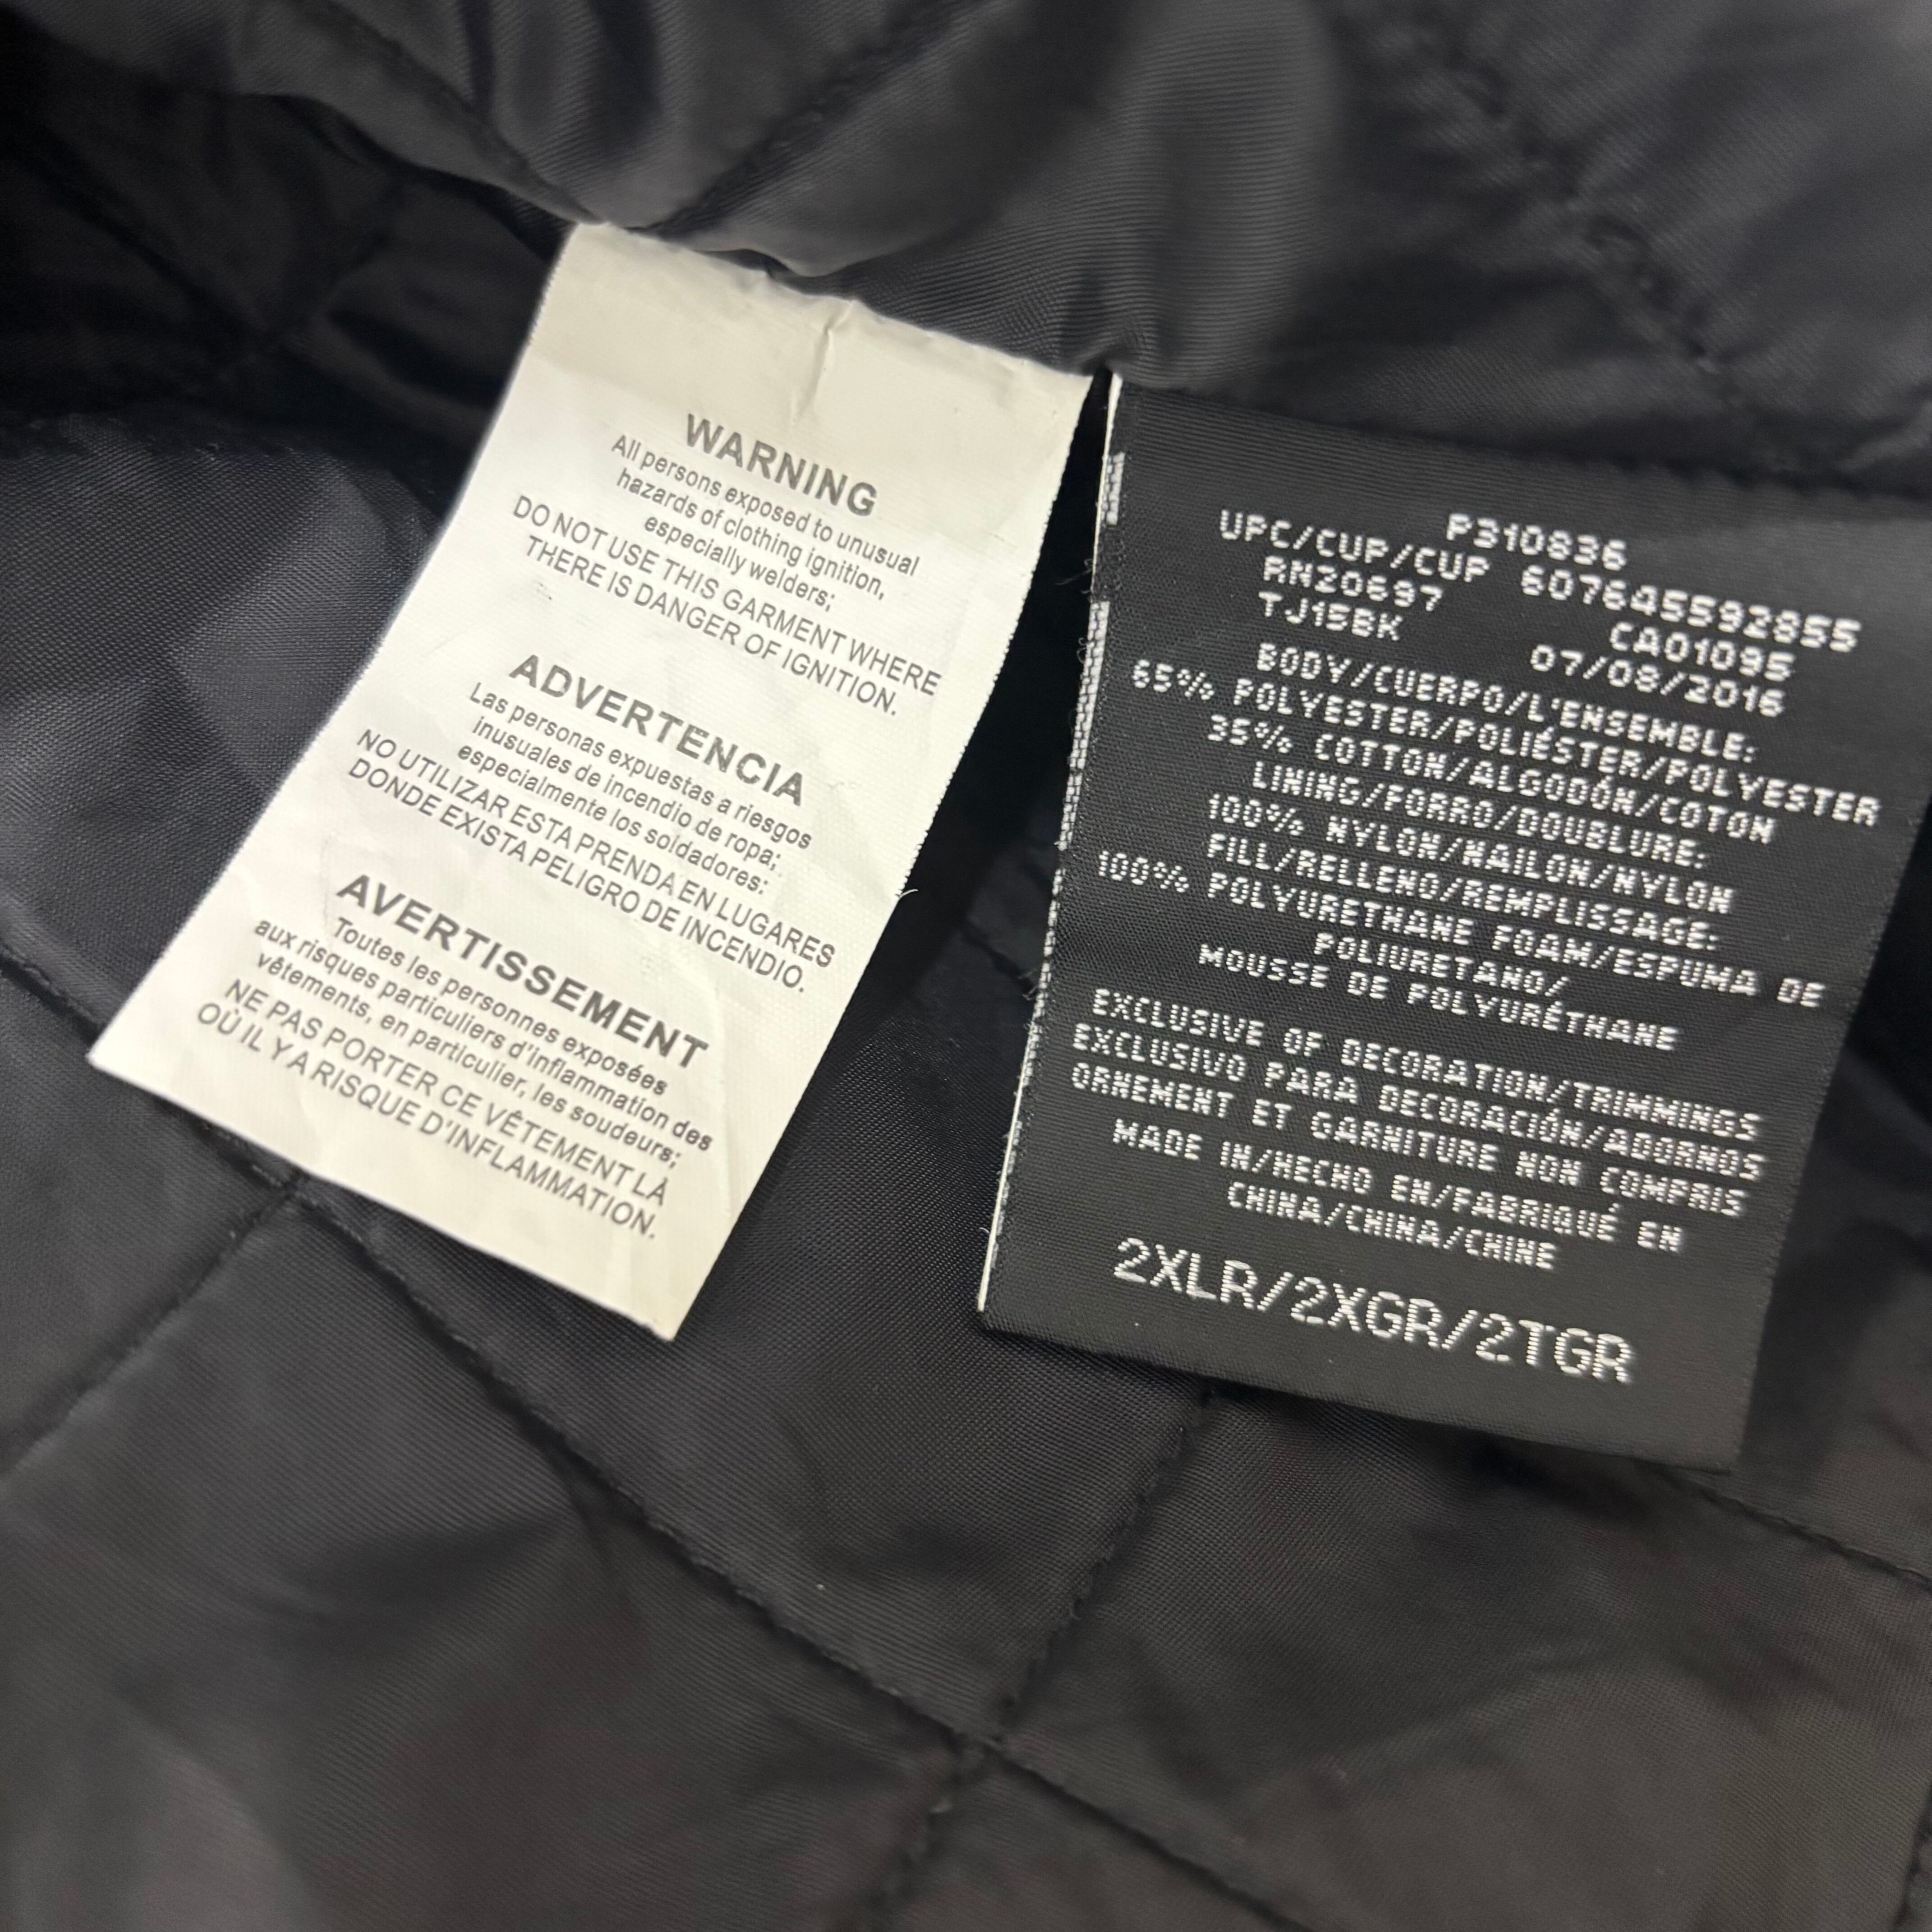 WARNING
All persons exposed to unusual
hazards of clothing ignition,
especially welders;
DO NOT USE THIS GARMENT WHERE
THERE IS DANGER OF IGNITION.
ADVERTENCIA
Las personas expuestas a riesgos
inusuales de incendio de ropa;
especialmente los soldadores:
NO UTILIZAR ESTA PRENDA EN LUGARES
DONDE EXISTA PELIGRO DE INCENDIO.
AVERTISSEMENT
Toutes les personnes exposées
aux risques particuliers d'inflammation des
vêtements, en particulier, les soudeurs;
NE PAS PORTER CE VÊTEMENT LÀ
OÙ IL Y A RISQUE D'INFLAMMATION.
P310836
UPC/CUP/CUP 607645592855
RN20697 CA01095
TJ15BK 07/08/2016
BODY/CUERPO/L'ENSEMBLE:
65% POLYESTER/POLIÉSTER/POLYESTER
35% COTTON/ALGODÓN/COTON
LINING/FORRO/DOUBLURE:
100% NYLON/NAILON/NYLON
FILL/RELLENO/REMPLISSAGE:
100% POLYURETHANE FOAM/ESPUMA DE
POLIURETANO/
MOUSSE DE POLYURÉTHANE
EXCLUSIVE OF DECORATION/TRIMMINGS
EXCLUSIVO PARA DECORACIÓN/ADORNOS
ORNEMENT ET GARNITURE NON COMPRIS
MADE IN/HECHO EN/FABRIQUÉ EN
CHINA/CHINA/CHINE
2XLR/2XGR/2TGR